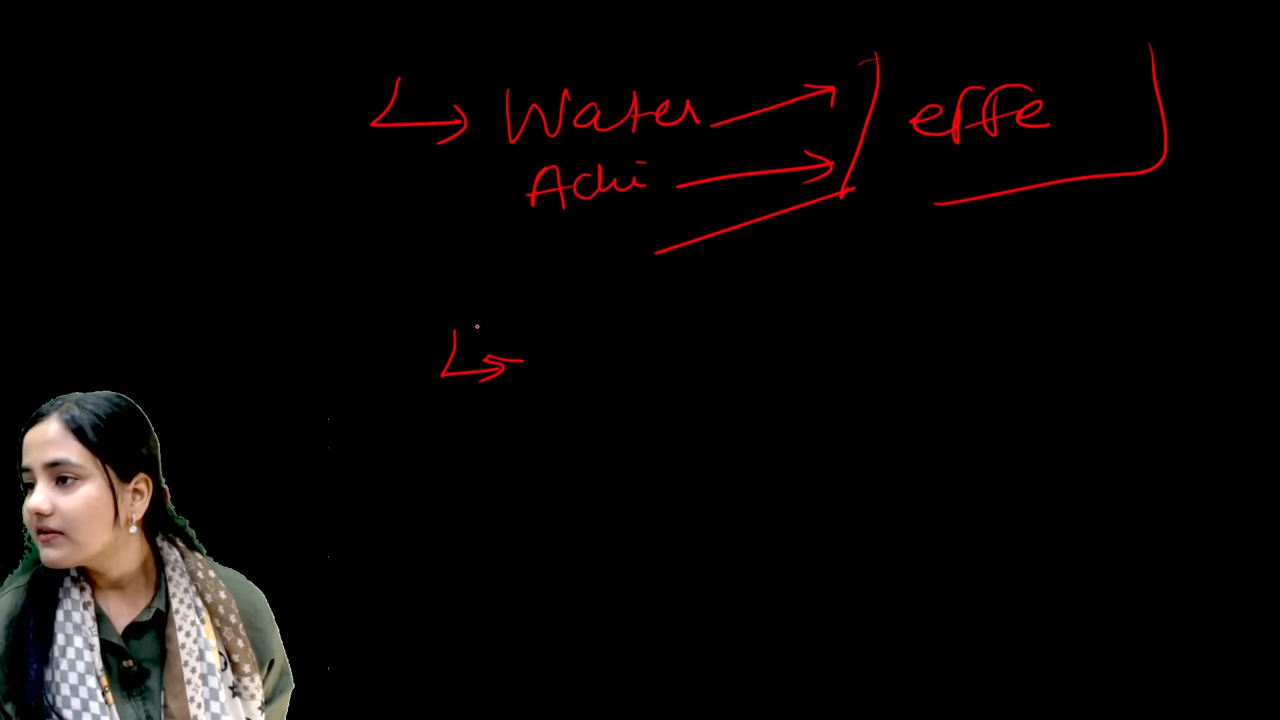 ↳ Water → effe
Achi →